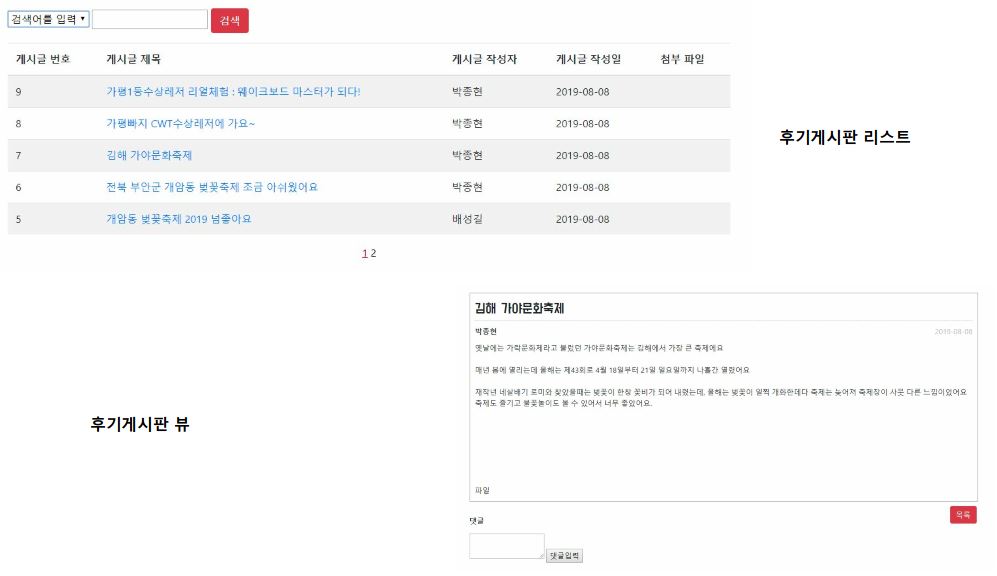 검색어를 입력 검색
게시글 번호 게시글 제목 게시글 작성자 게시글 작성일 첨부 파일
9 가평1등수상레저 리얼체험 : 웨이크보드 마스터가 되다! 박종현 2019-08-08
8 가평빠지 CWT수상레저에 가요~ 박종현 2019-08-08
7 김해 가야문화축제 박종현 2019-08-08
6 전북 부안군 개암동 벚꽃축제 조금 아쉬웠어요 박종현 2019-08-08
5 개암동 벚꽃축제 2019 넘좋아요 배성길 2019-08-08
1 2
후기게시판 리스트
후기게시판 뷰
김해 가야문화축제
박종현 2019-08-08
옛날에는 가락문화제라고 불렸던 가야문화축제는 김해에서 가장 큰 축제에요
매년 봄에 열리는데 올해는 제43회로 4월 18일부터 21일 일요일까지 나흘간 열렸어요
재작년 네살배기 로미와 찾았을때는 벚꽃이 한창 꽃비가 되어 내렸는데, 올해는 벚꽃이 일찍 개화한데다 축제는 늦어져 축제장이 사뭇 다른 느낌이었어요
축제도 즐기고 불꽃놀이도 볼 수 있어서 너무 좋았어요.
파일
목록
댓글
댓글입력